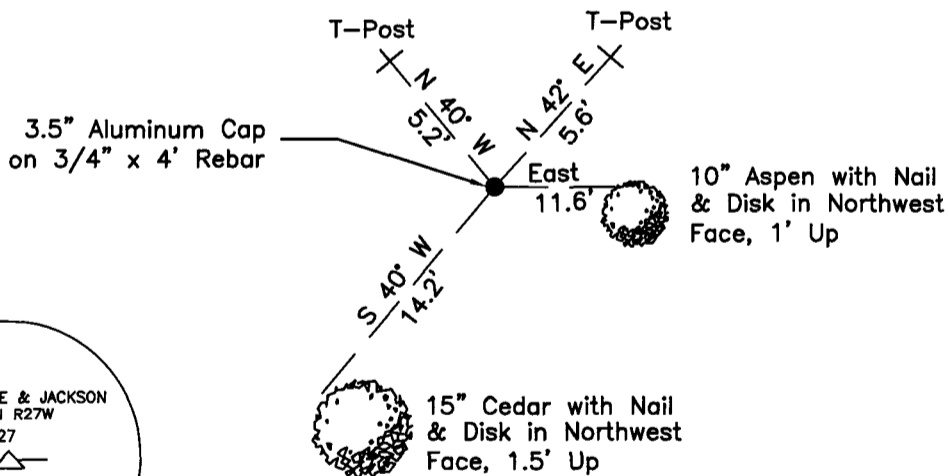 T-Post
T-Post
N 40° W
5.2'
N 42° E
5.6'
3.5" Aluminum Cap
on 3/4" x 4' Rebar
East
11.6'
10" Aspen with Nail
& Disk in Northwest
Face, 1' Up
S 40° W
14.2'
E & JACKSON
R27W
27
15" Cedar with Nail
& Disk in Northwest
Face, 1.5' Up